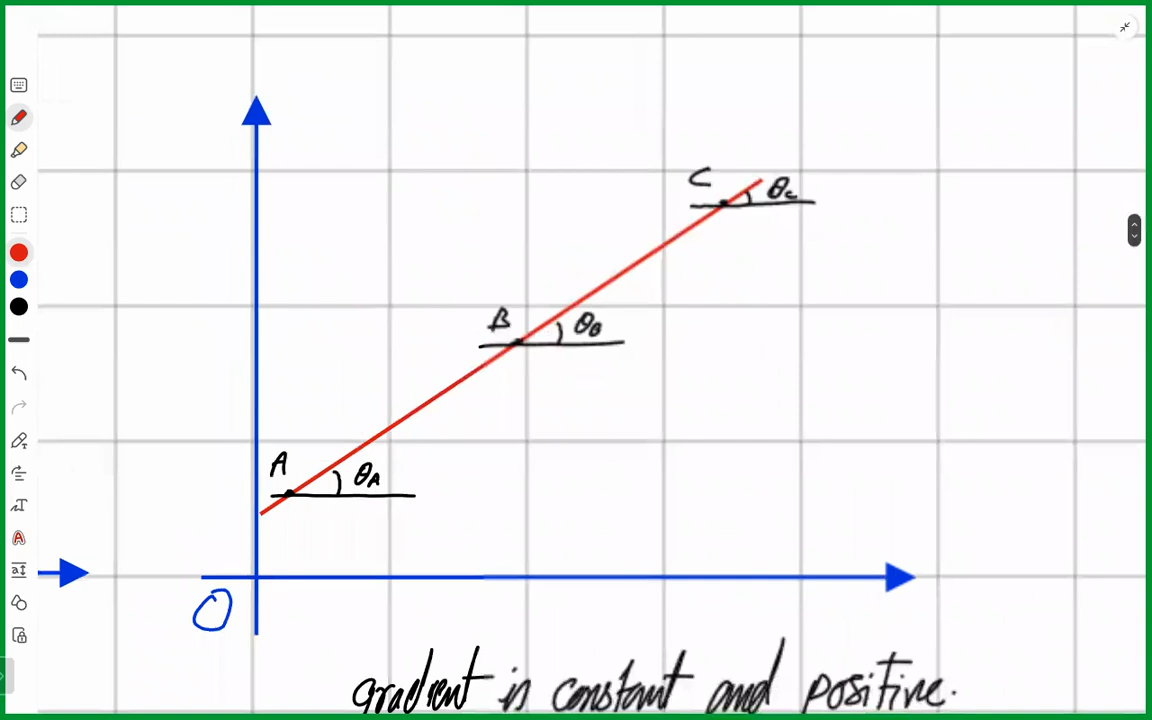 C θc
B θB
A θA
O
gradient is constant and positive.